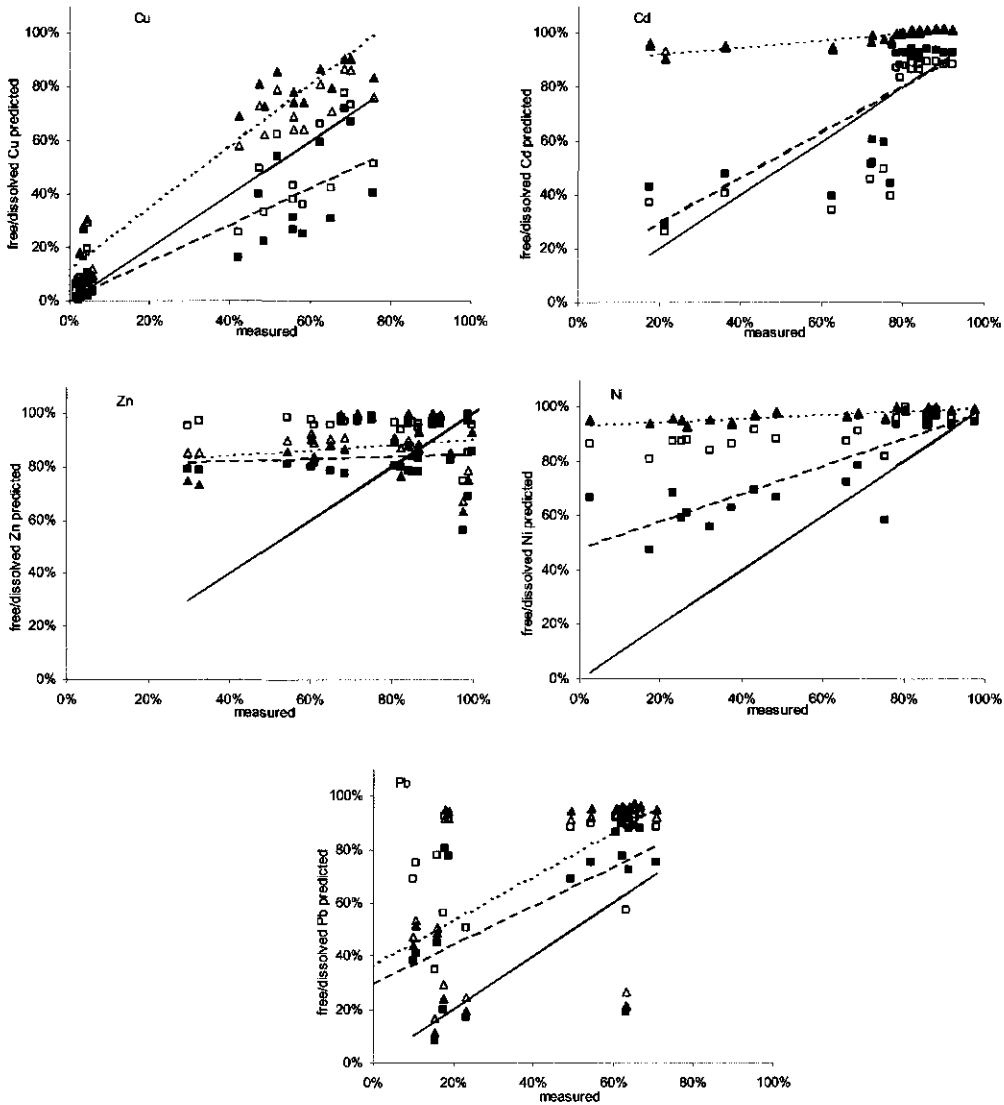 Cu
100%
80%
60%
40%
20%
0%
free/dissolved Cu predicted
0% 20% 40% 60% 80% 100%
measured
Cd
100%
80%
60%
40%
20%
0%
free/dissolved Cd predicted
0% 20% 40% 60% 80% 100%
measured
Zn
100%
80%
60%
40%
20%
0%
free/dissolved Zn predicted
0% 20% 40% 60% 80% 100%
measured
Ni
100%
80%
60%
40%
20%
0%
free/dissolved Ni predicted
0% 20% 40% 60% 80% 100%
measured
Pb
100%
80%
60%
40%
20%
0%
free/dissolved Pb predicted
0% 20% 40% 60% 80% 100%
measured